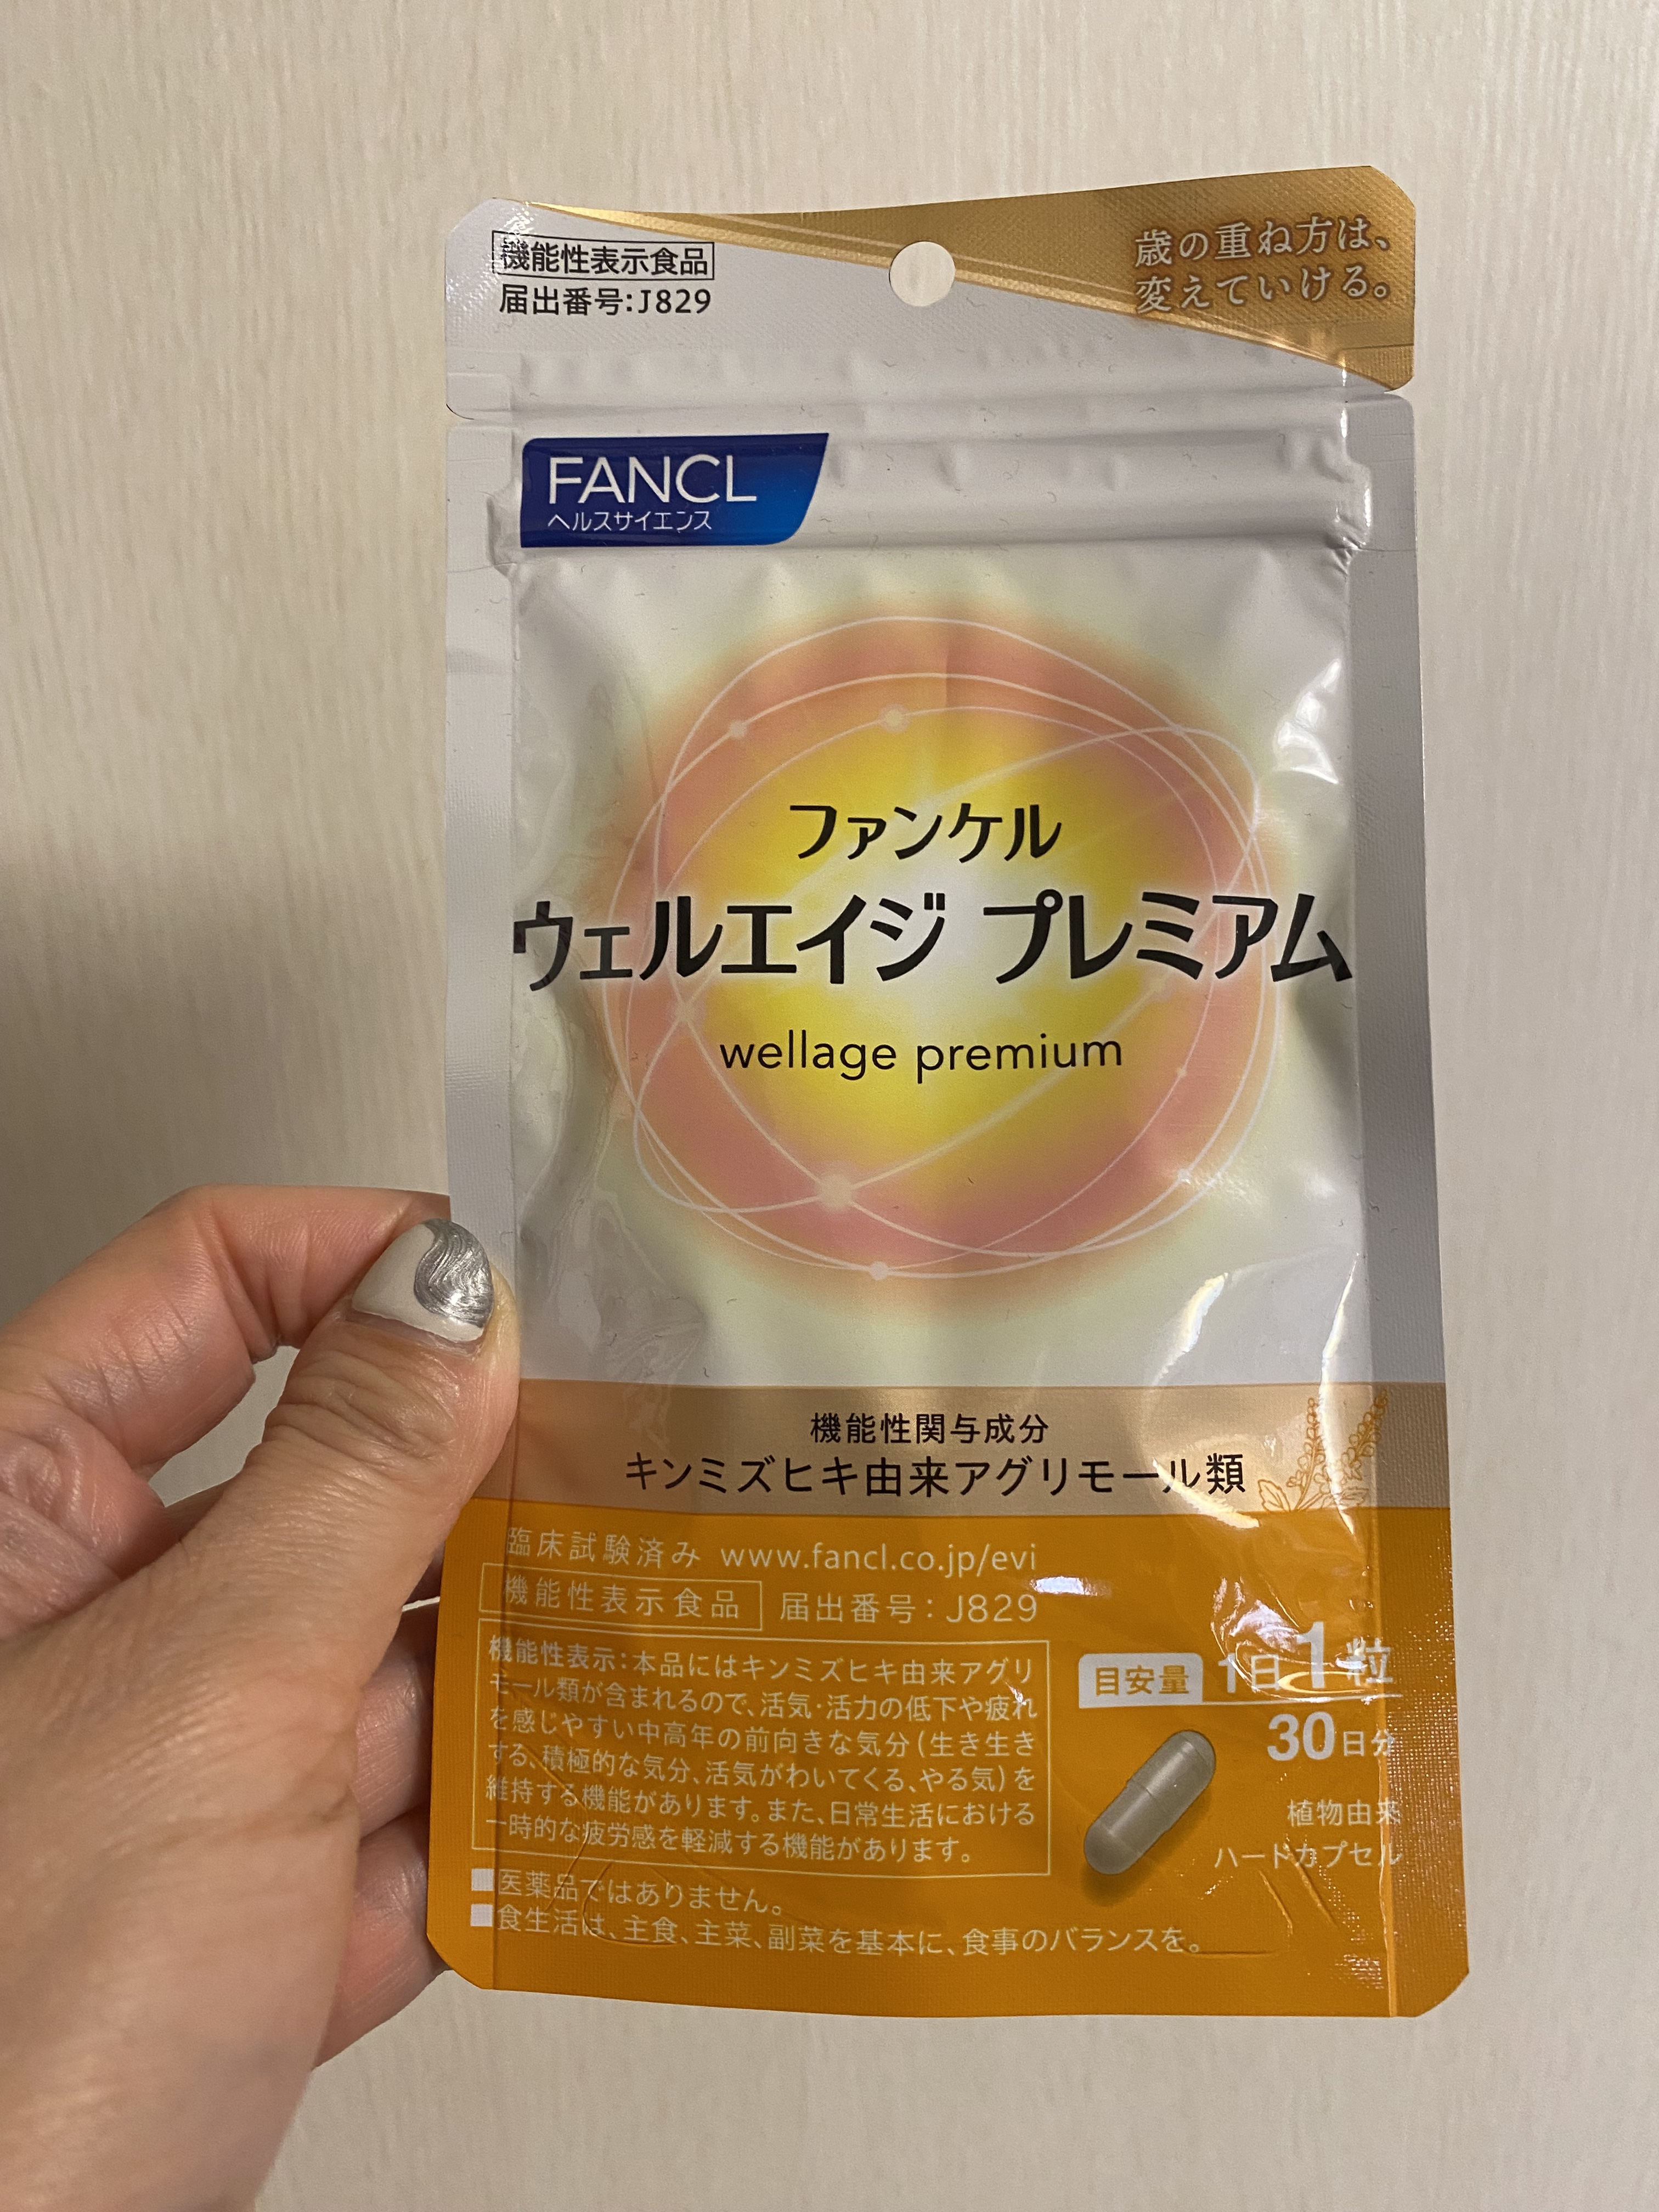 機能性表示食品
届出番号:J829
歳の重ね方は、
変えていける。
FANCL
ヘルスサイエンス
ファンケル
ウェルエイジ プレミアム
wellage premium
機能性関与成分
キンミズヒキ由来アグリモール類
臨床試験済み www.fancl.co.jp/evi
機能性表示食品 届出番号:J829
機能性表示:本品にはキンミズヒキ由来アグリ
モール類が含まれるので、活気・活力の低下や疲れ
を感じやすい中高年の前向きな気分(生き生き
する、積極的な気分、活気がわいてくる、やる気)を
維持する機能があります。また、日常生活における
一時的な疲労感を軽減する機能があります。
目安量 1日1粒
30日分
植物由来
ハードカプセル
■医薬品ではありません。
■食生活は、主食、主菜、副菜を基本に、食事のバランスを。